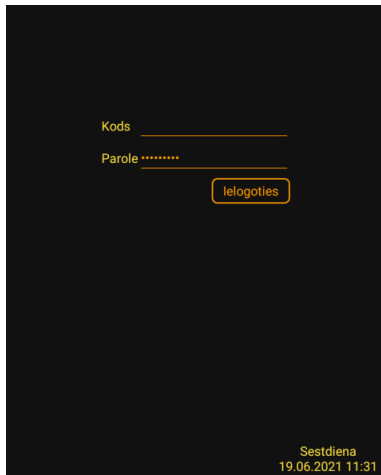 Kods
Parole •••••••••
Ielogoties
Sestdiena
19.06.2021 11:31